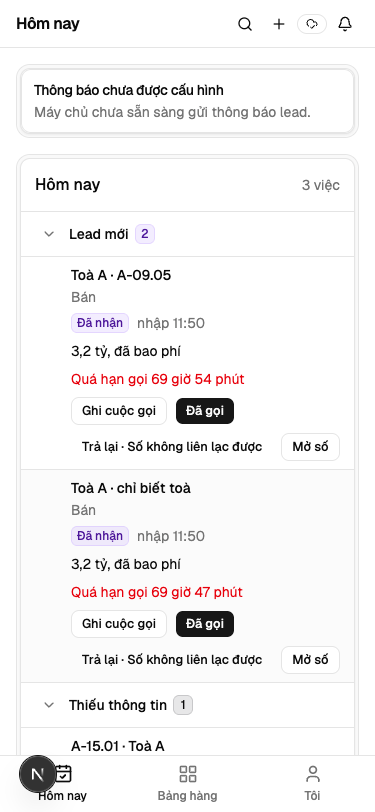 Hôm nay
Thông báo chưa được cấu hình
Máy chủ chưa sẵn sàng gửi thông báo lead.
Hôm nay 3 việc
Lead mới 2
Toà A · A-09.05
Bán
Đã nhận nhập 11:50
3,2 tỷ, đã bao phí
Quá hạn gọi 69 giờ 54 phút
Ghi cuộc gọi Đã gọi
Trả lại · Số không liên lạc được Mở số
Toà A · chỉ biết toà
Bán
Đã nhận nhập 11:50
3,2 tỷ, đã bao phí
Quá hạn gọi 69 giờ 47 phút
Ghi cuộc gọi Đã gọi
Trả lại · Số không liên lạc được Mở số
Thiếu thông tin 1
A-15.01 · Toà A
N
Hôm nay Bảng hàng Tôi